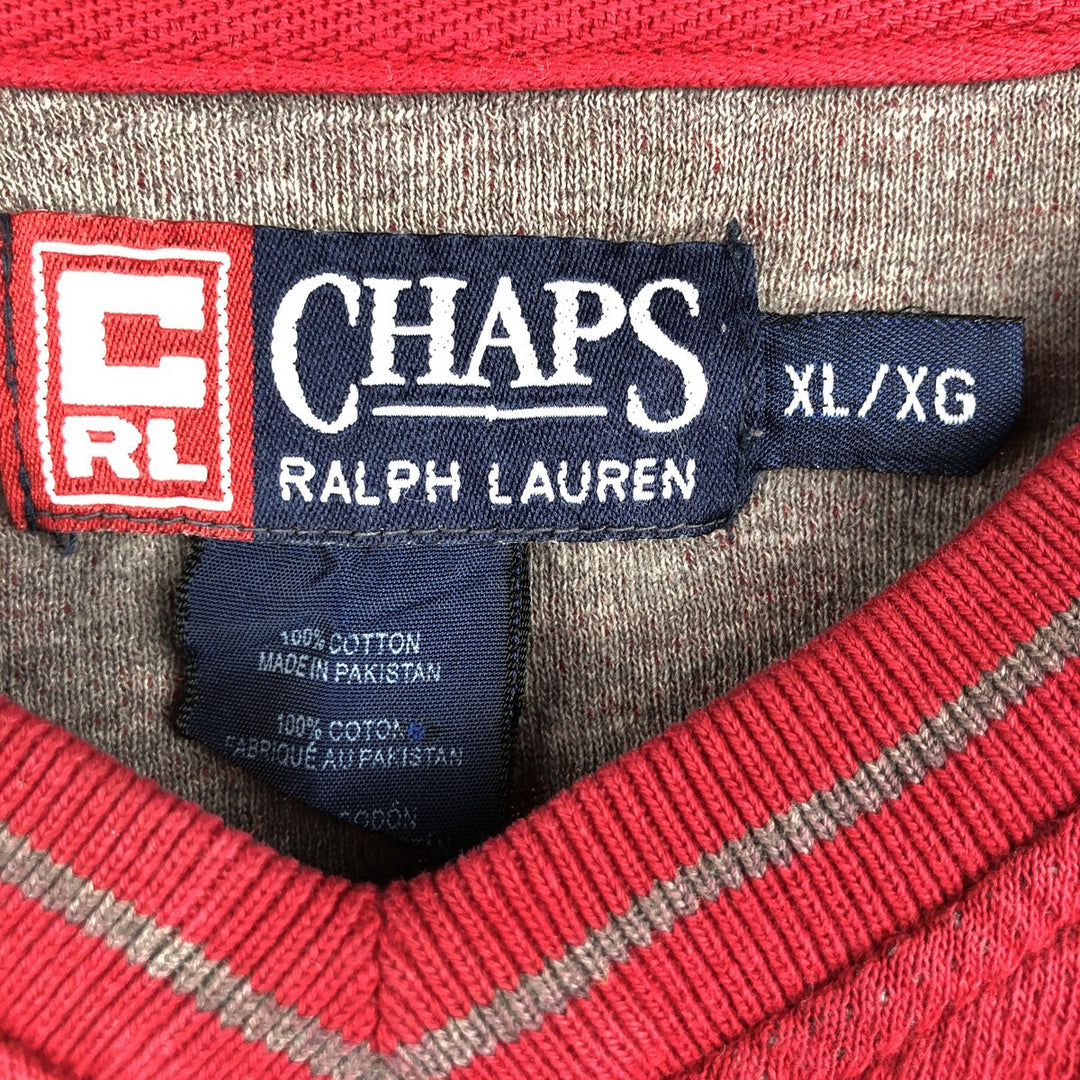 C
RL
CHAPS
RALPH LAUREN
XL/XG
100% COTTON
MADE IN PAKISTAN
100% COTON
FABRIQUÉ AU PAKISTAN